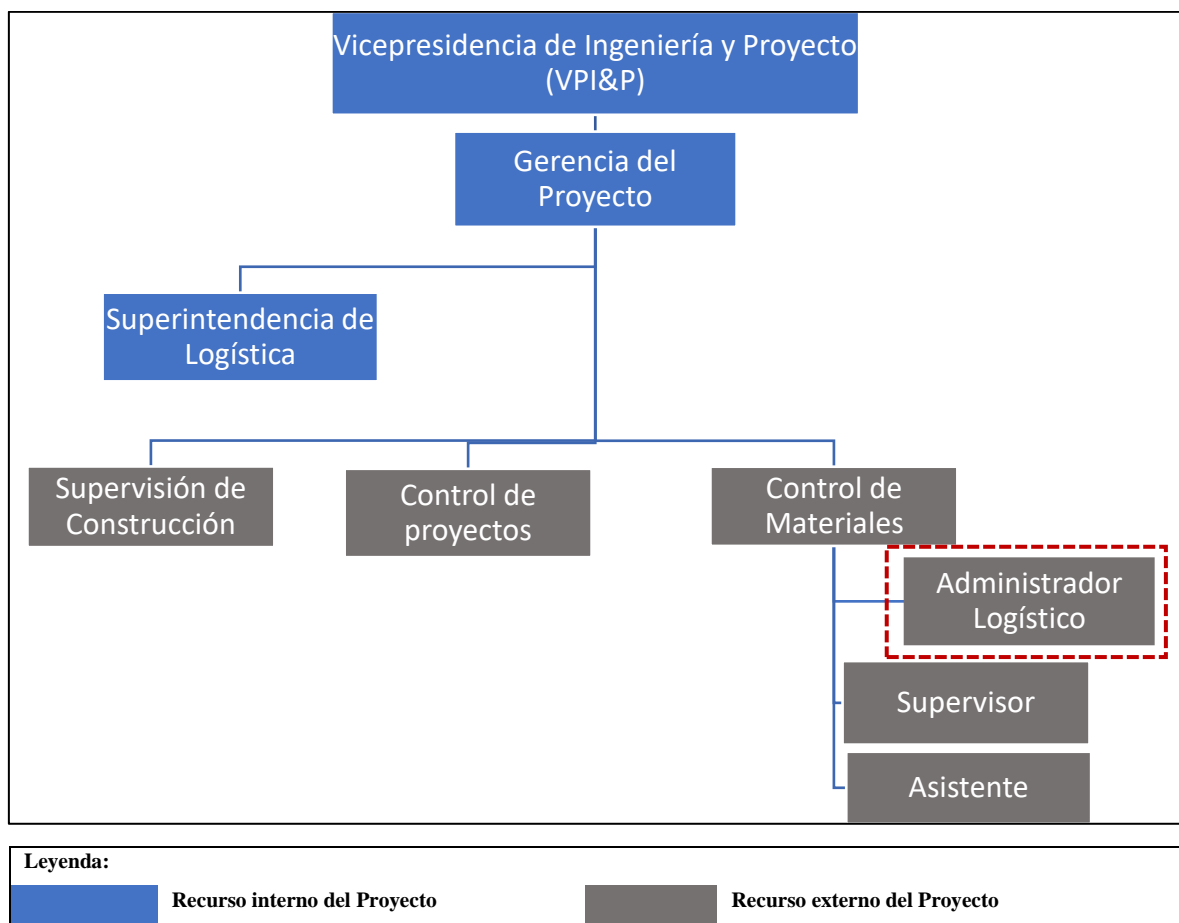 Vicepresidencia de Ingeniería y Proyecto
(VPI&P)
Gerencia del
Proyecto
Superintendencia de
Logística
Supervisión de
Construcción
Control de
proyectos
Control de
Materiales
Administrador
Logístico
Supervisor
Asistente
Leyenda:
Recurso interno del Proyecto
Recurso externo del Proyecto